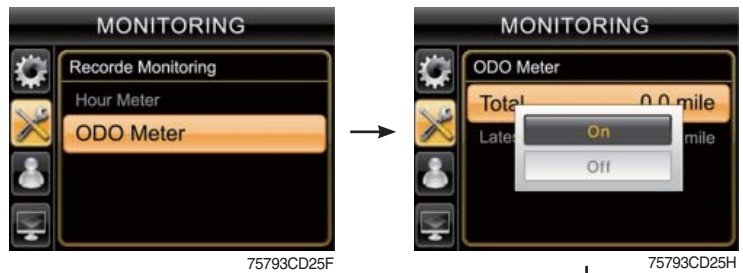 MONITORING
Recorde Monitoring
Hour Meter
ODO Meter
75793CD25F
MONITORING
ODO Meter
Total 0.0 mile
Late mile
On
Off
75793CD25H